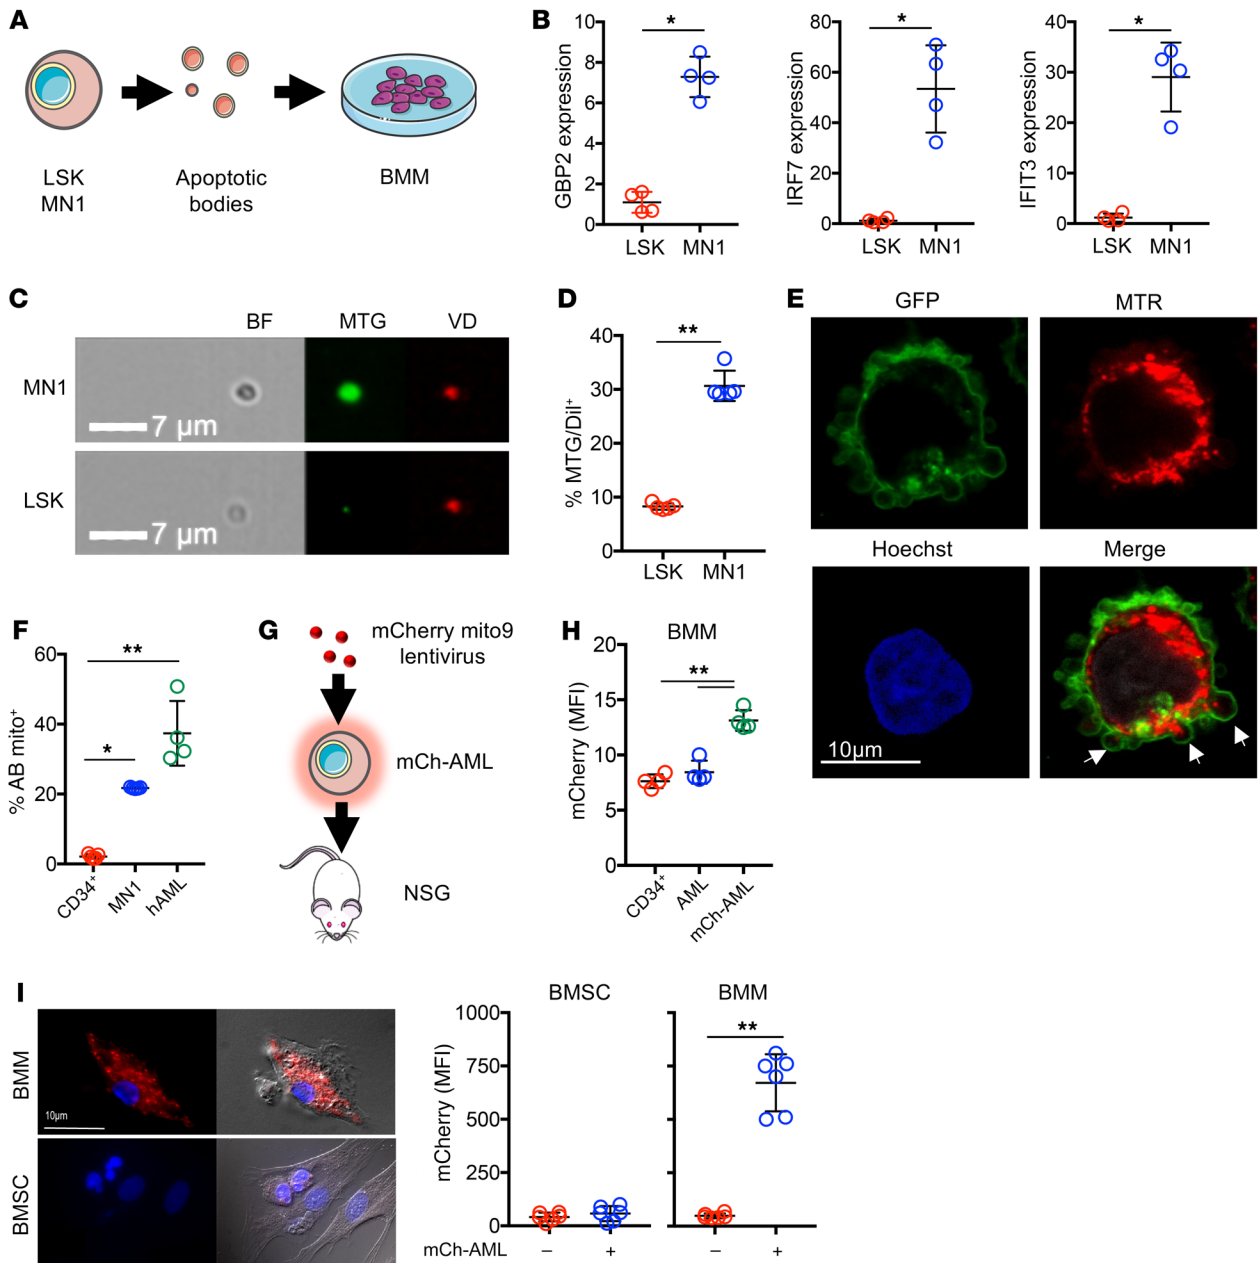 A
LSK
MN1
Apoptotic
bodies
BMM
B
GBP2 expression
10
8
6
4
2
0
*
LSK MN1
IRF7 expression
80
60
40
20
0
*
LSK MN1
IFIT3 expression
40
30
20
10
0
*
LSK MN1
C
BF MTG VD
MN1
7 µm
LSK
7 µm
D
% MTG/DiI+
40
30
20
10
0
**
LSK MN1
E
GFP MTR
Hoechst Merge
10µm
F
% AB mito+
60
40
20
0
**
*
CD34+ MN1 hAML
G
mCherry mito9
lentivirus
mCh-AML
NSG
H
BMM
mCherry (MFI)
20
15
10
5
0
**
CD34+ AML mCh-AML
I
BMM
10µm
BMSC
BMSC BMM
mCherry (MFI)
1000
750
500
250
0
**
mCh-AML – + – +